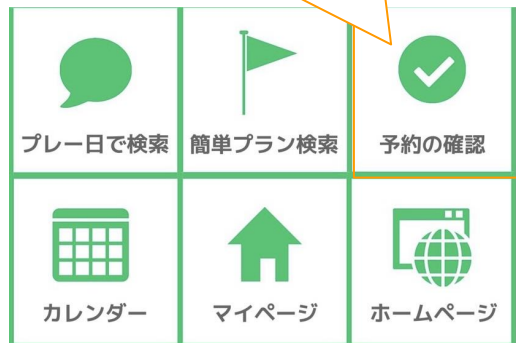 プレー日で検索
簡単プラン検索
予約の確認
カレンダー
マイページ
ホームページ